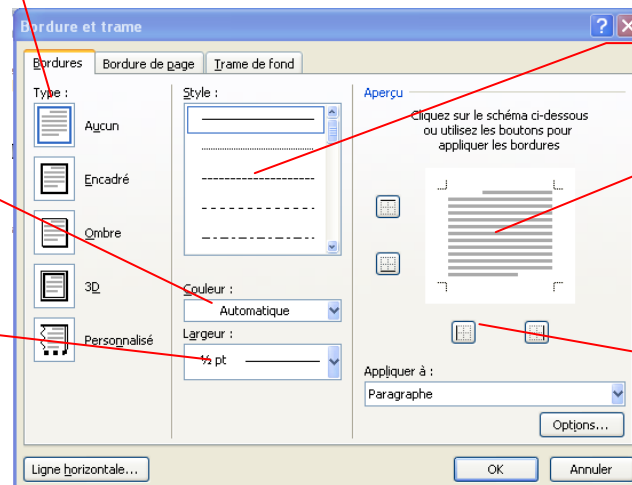 Bordure et trame
Bordures
Bordure de page
Trame de fond
Type :
Aucun
Encadré
Ombre
3D
Personnalisé
Style :
Couleur :
Automatique
Largeur :
½ pt
Aperçu
Cliquez sur le schéma ci-dessous
ou utilisez les boutons pour
appliquer les bordures
Appliquer à :
Paragraphe
Options...
Ligne horizontale...
OK
Annuler